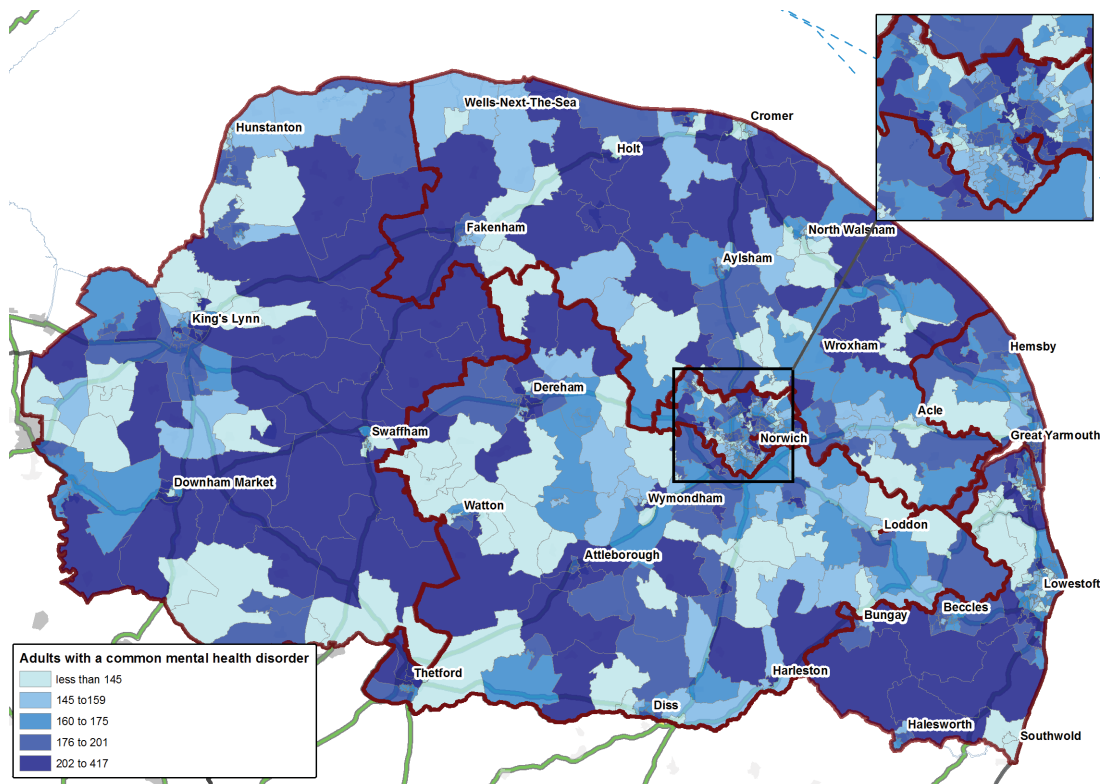 Wells-Next-The-Sea
Hunstanton
Cromer
Holt
Fakenham
North Walsham
Aylsham
King's Lynn
Wroxham
Hemsby
Dereham
Acle
Swaffham
Norwich
Great Yarmouth
Downham Market
Wymondham
Watton
Loddon
Attleborough
Lowestoft
Beccles
Bungay
Adults with a common mental health disorder
less than 145
145 to159
160 to 175
176 to 201
202 to 417
Thetford
Harleston
Diss
Halesworth
Southwold